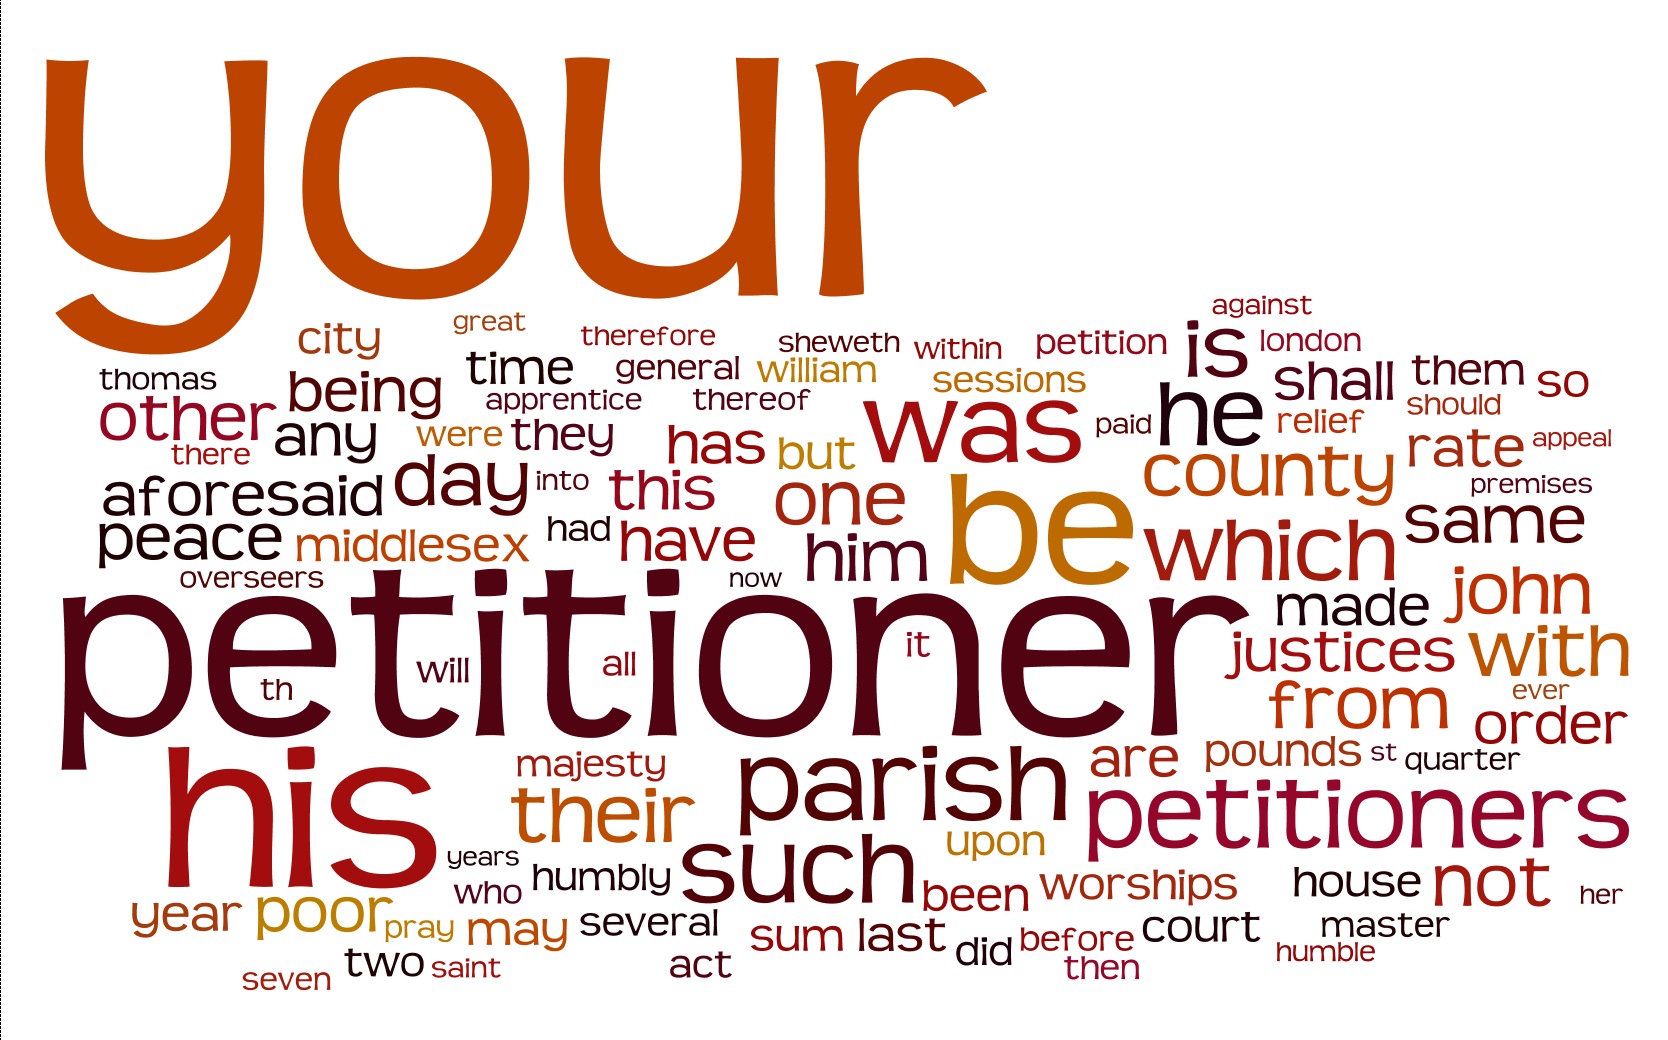 your
against
city great therefore sheweth within petition is london
thomas being time general william sessions shall them so
other apprentice thereof was paid he relief should
there any were they has but county rate appeal
aforesaid day into this one be premises
peace middlesex had have him which same
overseers now made john
petitioner it justices with
th will all from ever
order
his majesty parish are pounds st quarter
their petitioners
years such upon
who humbly been worships house not her
year poor pray may several sum last did before court master
two saint act then humble
seven